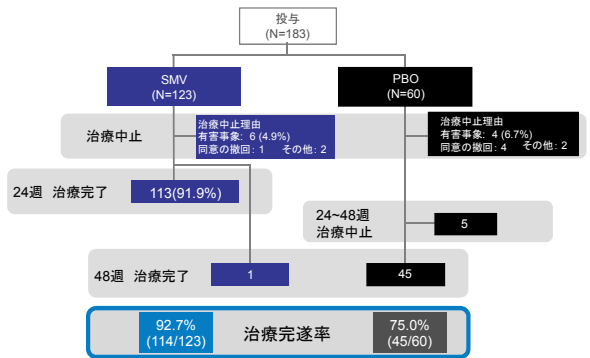 投与
(N=183)
SMV
(N=123)
PBO
(N=60)
治療中止
治療中止理由
有害事象: 6 (4.9%)
同意の撤回: 1 その他: 2
治療中止理由
有害事象: 4 (6.7%)
同意の撤回: 4 その他: 2
24週 治療完了
113(91.9%)
24~48週
治療中止
5
48週 治療完了
1
45
92.7%
(114/123)
治療完遂率
75.0%
(45/60)